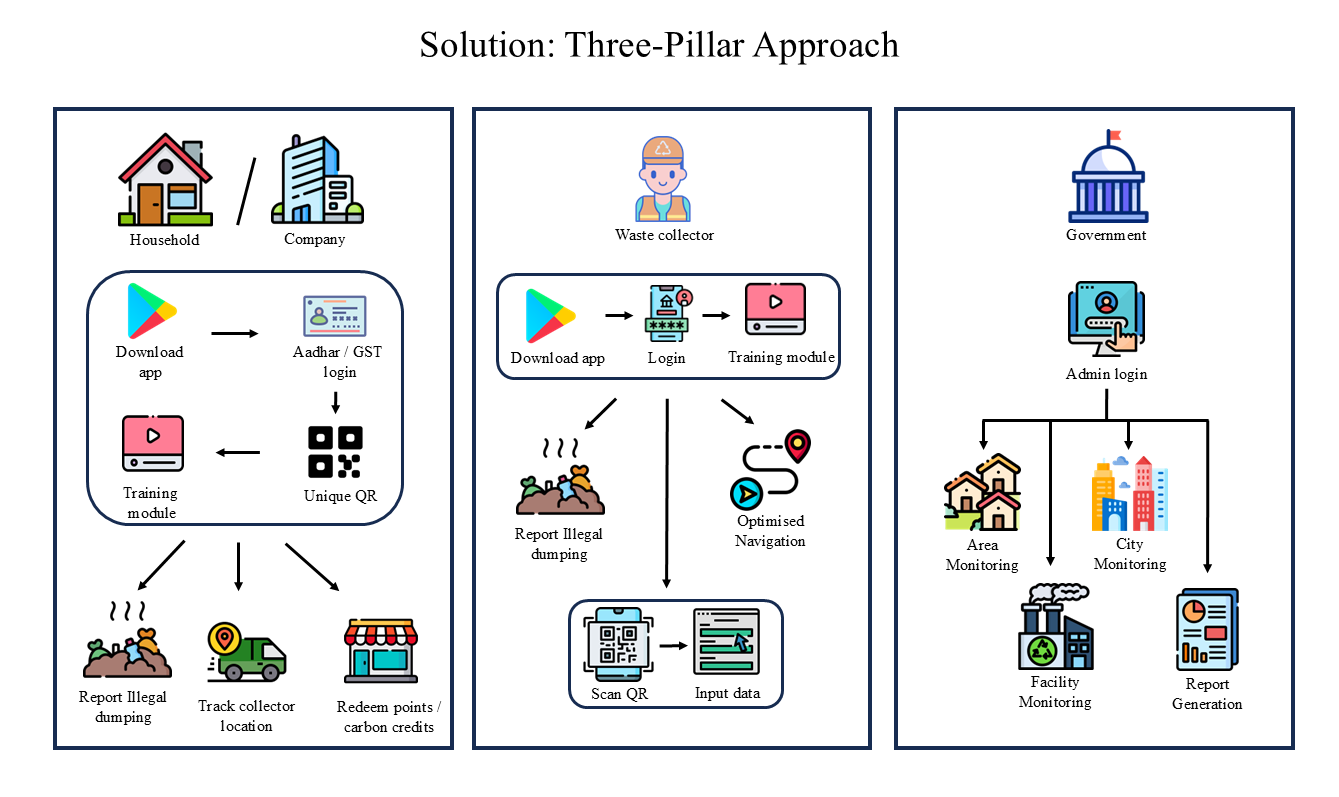 Solution: Three-Pillar Approach
Household
Company
Download
app
Aadhar / GST
login
Unique QR
Training
module
Report Illegal
dumping
Track collector
location
Redeem points /
carbon credits
Waste collector
Download app
Login
Training module
Report Illegal
dumping
Optimised
Navigation
Scan QR
Input data
Government
Admin login
Area
Monitoring
City
Monitoring
Facility
Monitoring
Report
Generation